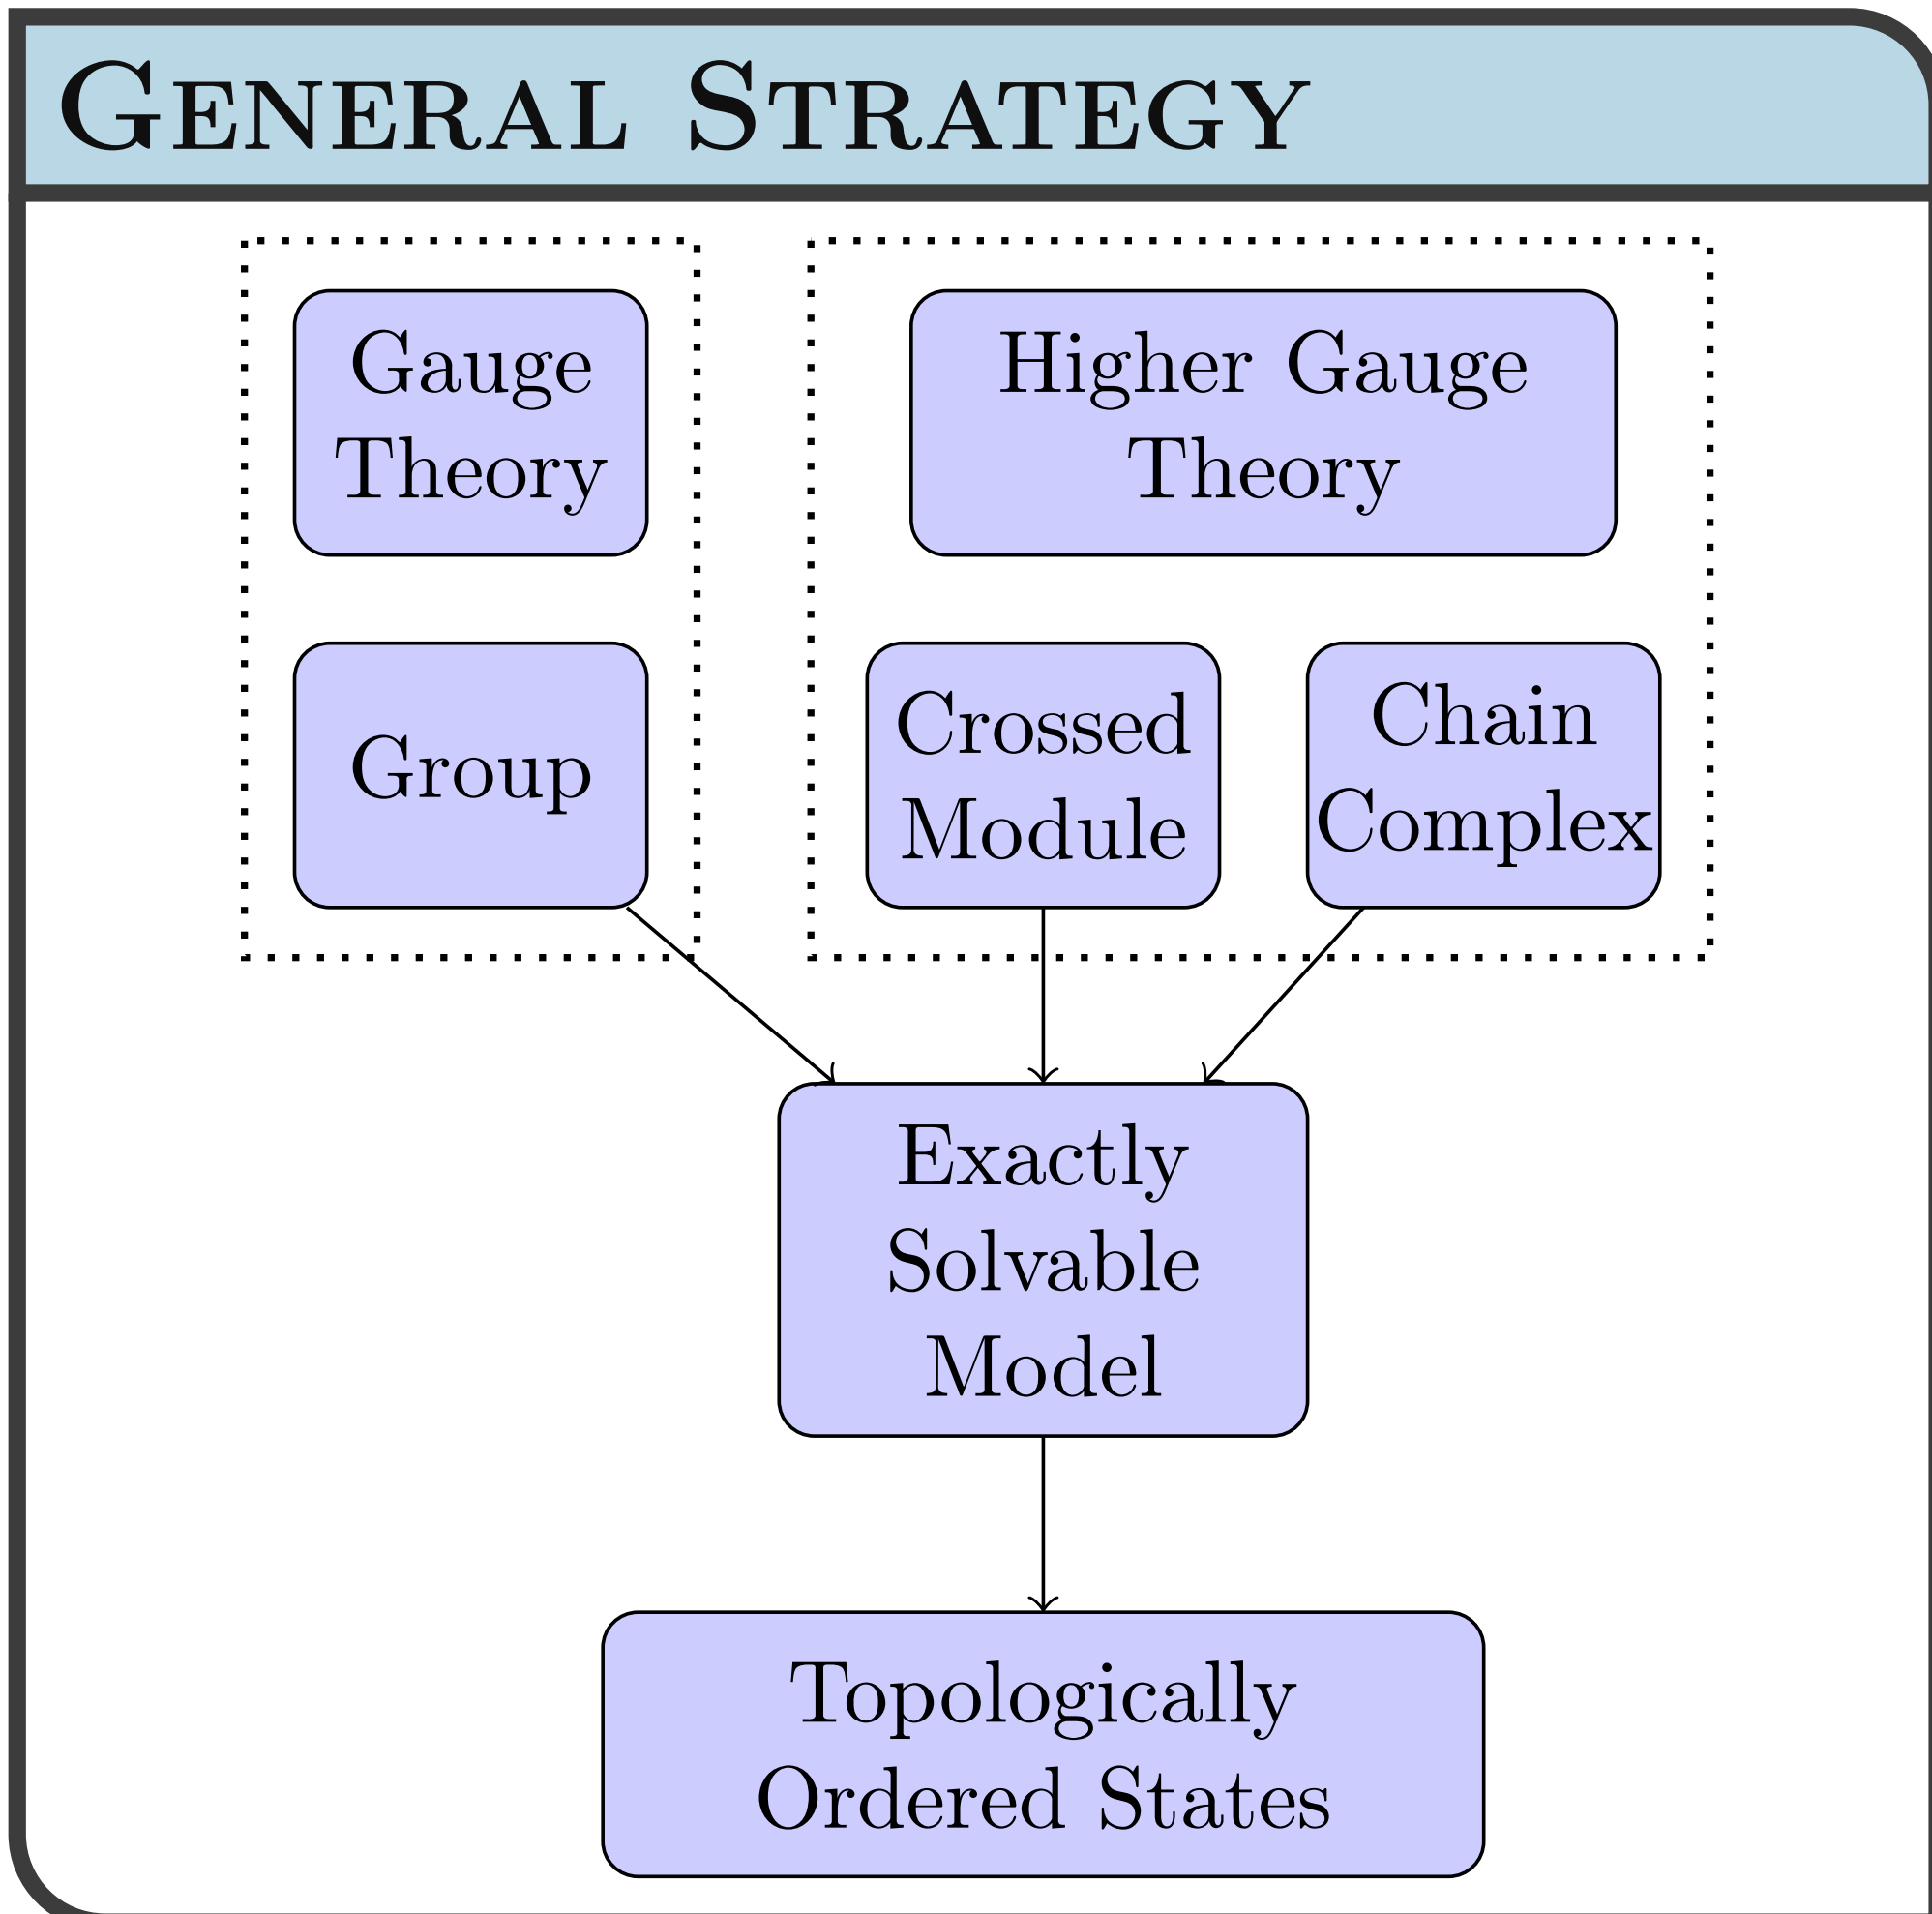 GENERAL STRATEGY
Gauge
Theory
Higher Gauge
Theory
Group
Crossed
Module
Chain
Complex
Exactly
Solvable
Model
Topologically
Ordered States